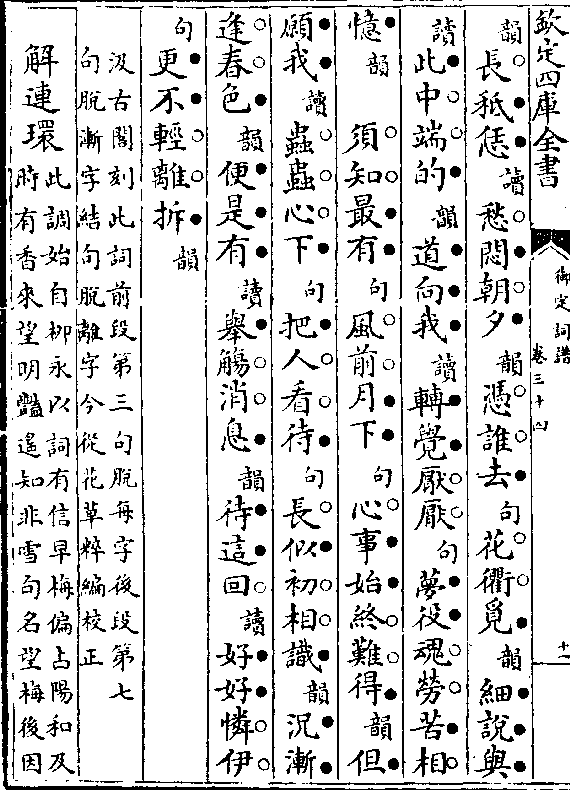 欽定四庫全書
御定詞譜
卷三十四
十一
韻長秖恁讀愁悶朝夕韻憑誰去句花衢覓韻細說與
讀此中端的韻道向我讀轉覺厭厭句夢役魂勞苦相
憶韻須知最有句風前月下句心事始終難得韻但
願我讀蟲蟲心下句把人看待句長似初相識韻況漸
逢春色韻便是有讀舉觴消息韻待這回讀好好憐伊
句更不輕離拆韻
汲古閣刻此詞前段第三句脫每字後段第七
句脫漸字結句脫離字今從花草粹編校正
解連環此調始自柳永以詞有信早梅偏占陽和及
時有香來望明豔遙知非雪句名望梅後因